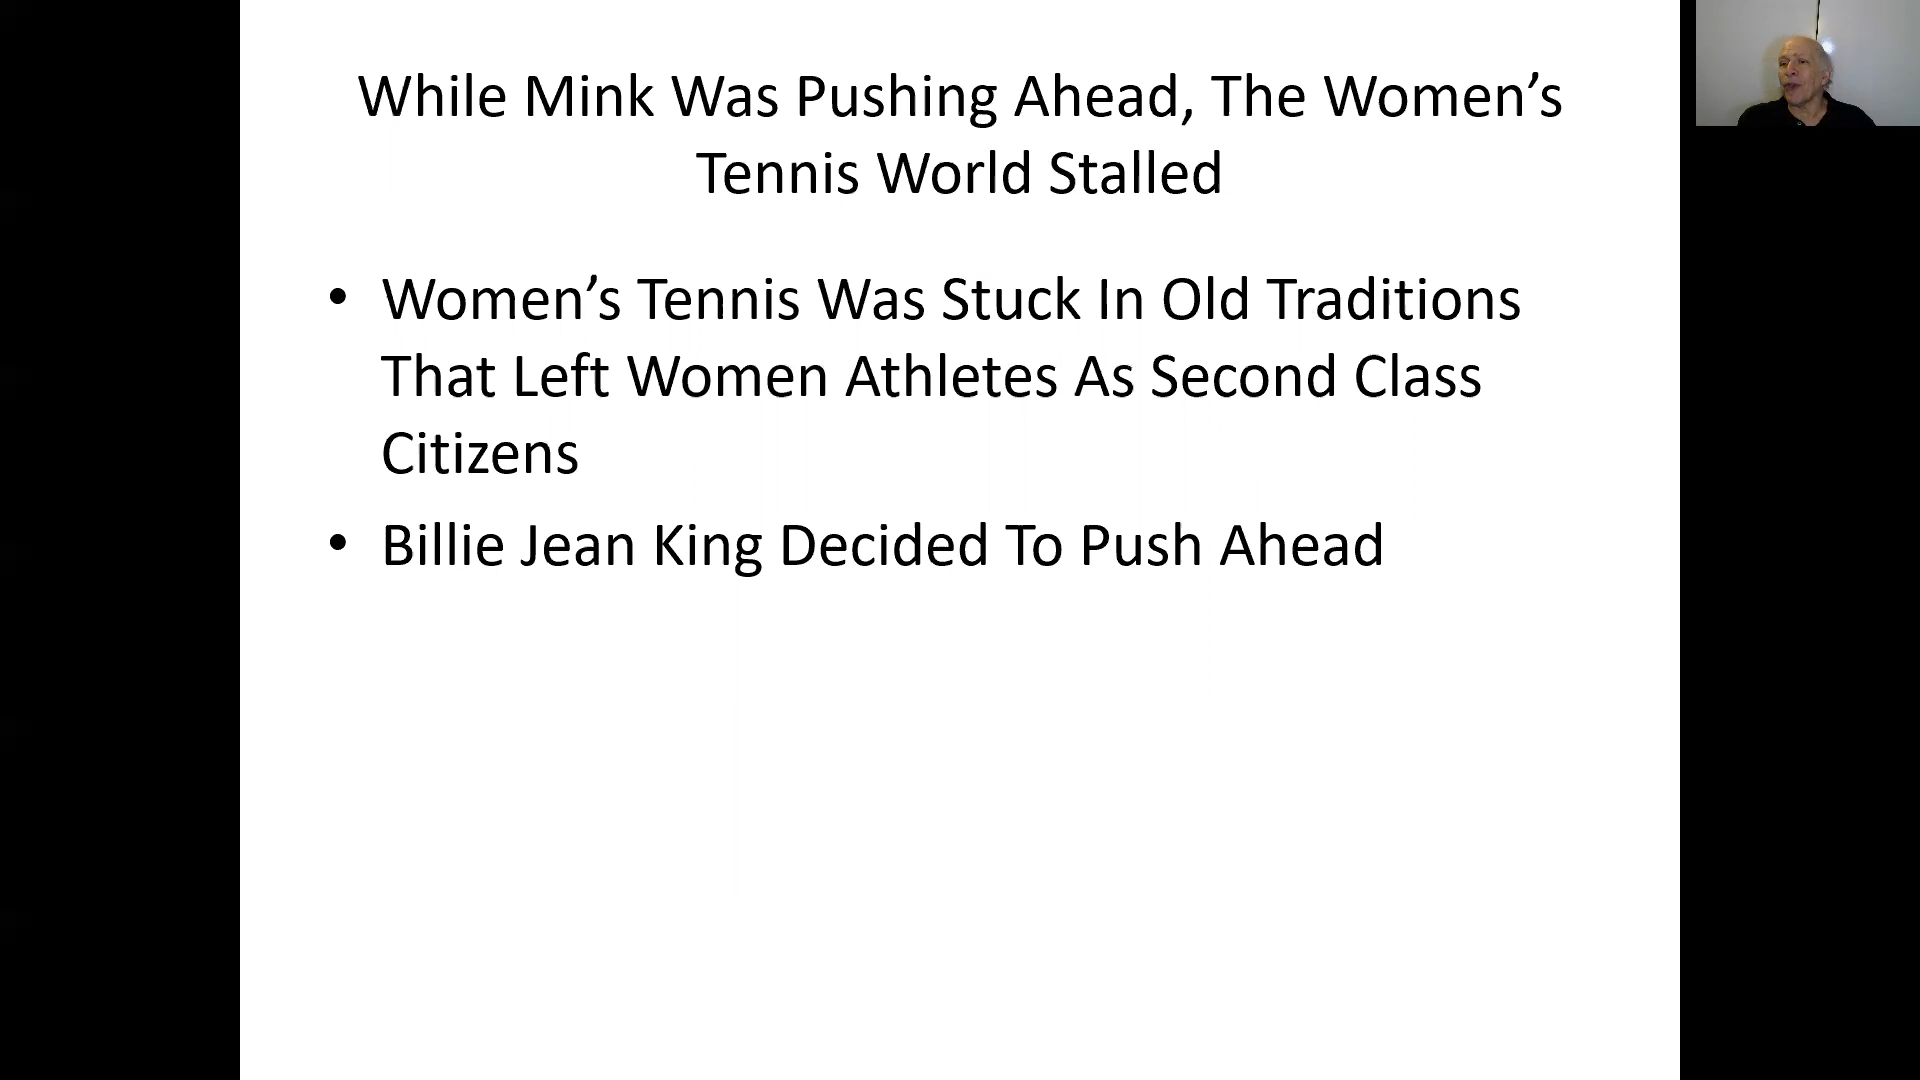 While Mink Was Pushing Ahead, The Women’s
Tennis World Stalled
• Women’s Tennis Was Stuck In Old Traditions
That Left Women Athletes As Second Class
Citizens
• Billie Jean King Decided To Push Ahead